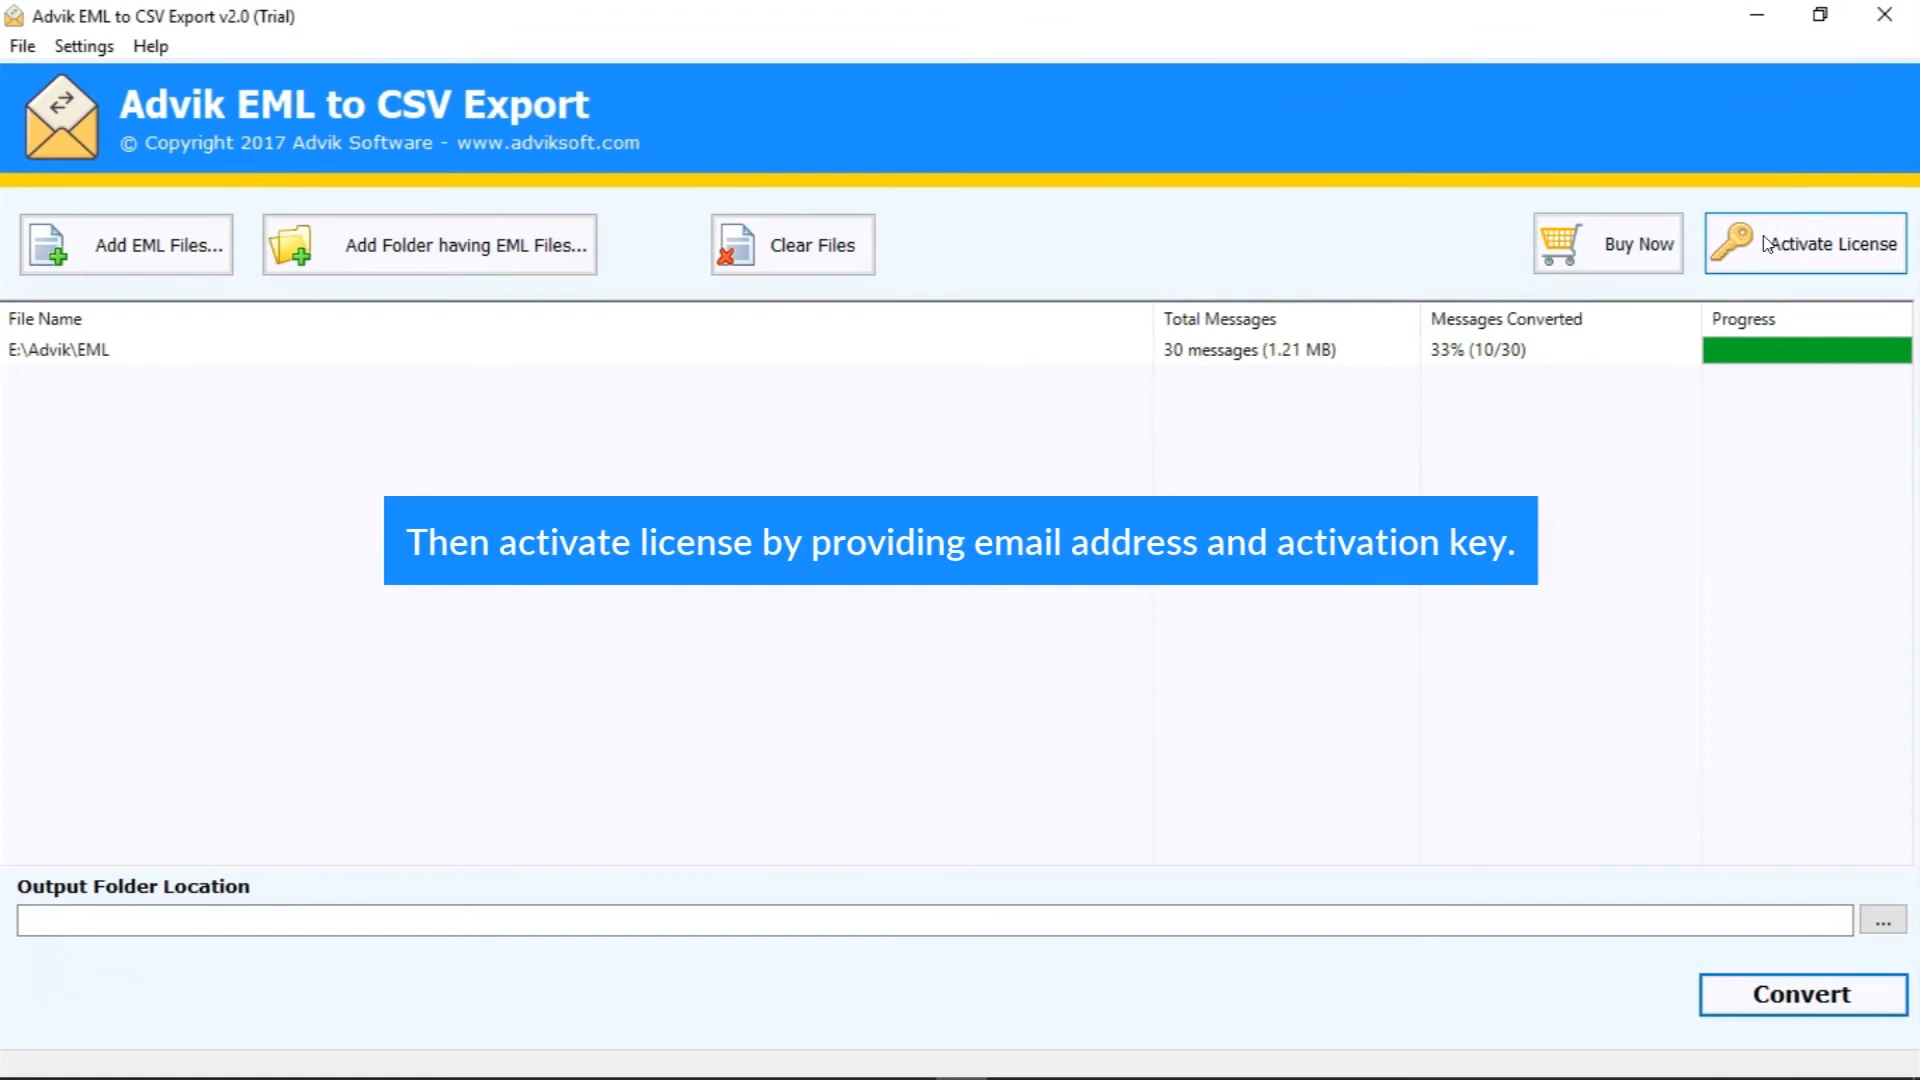 Advik EML to CSV Export v2.0 (Trial)
File Settings Help
Advik EML to CSV Export
© Copyright 2017 Advik Software - www.adviksoft.com
Add EML Files... Add Folder having EML Files... Clear Files Buy Now Activate License
File Name Total Messages Messages Converted Progress
E:\Advik\EML 30 messages (1.21 MB) 33% (10/30)
Then activate license by providing email address and activation key.
Output Folder Location
...
Convert